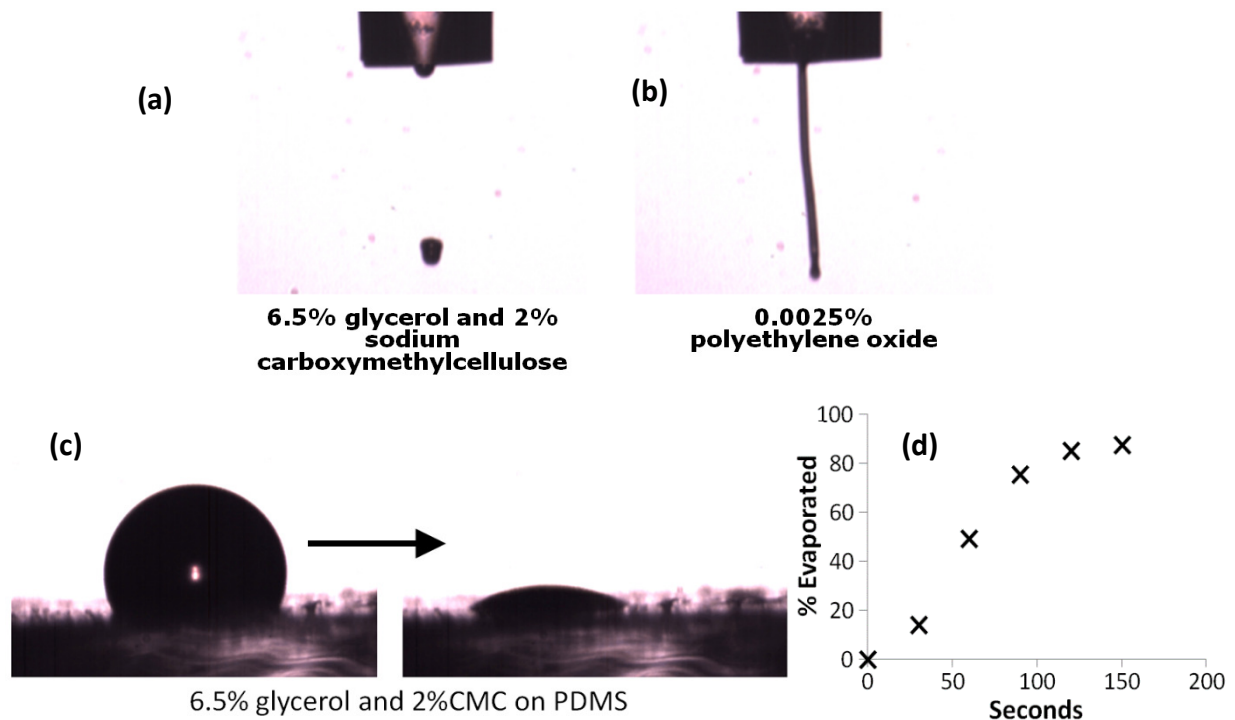 (a)
(b)
6.5% glycerol and 2%
sodium
carboxymethylcellulose
0.0025%
polyethylene oxide
(c)
6.5% glycerol and 2%CMC on PDMS
(d)
% Evaporated
100
80
60
40
20
0
0 50 100 150 200
Seconds